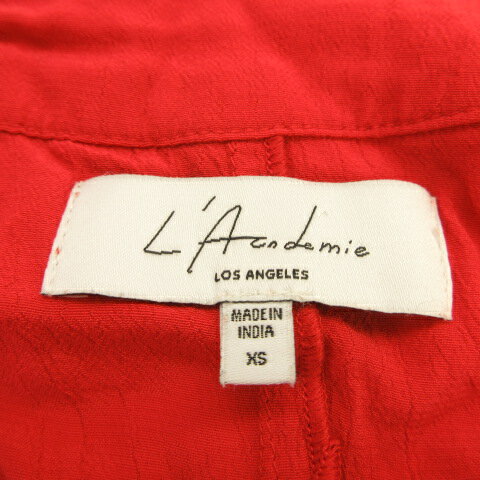 L'Academie
LOS ANGELES
MADE IN
INDIA
XS